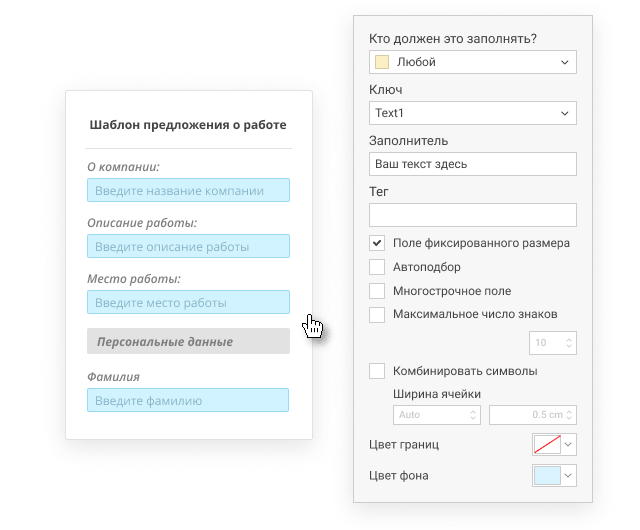 Шаблон предложения о работе
О компании:
Введите название компании
Описание работы:
Введите описание работы
Место работы:
Введите место работы
Персональные данные
Фамилия
Введите фамилию
Кто должен это заполнять?
Любой
Ключ
Text1
Заполнитель
Ваш текст здесь
Тег
Поле фиксированного размера
Автоподбор
Многострочное поле
Максимальное число знаков
10
Комбинировать символы
Ширина ячейки
Auto 0.5 cm
Цвет границ
Цвет фона